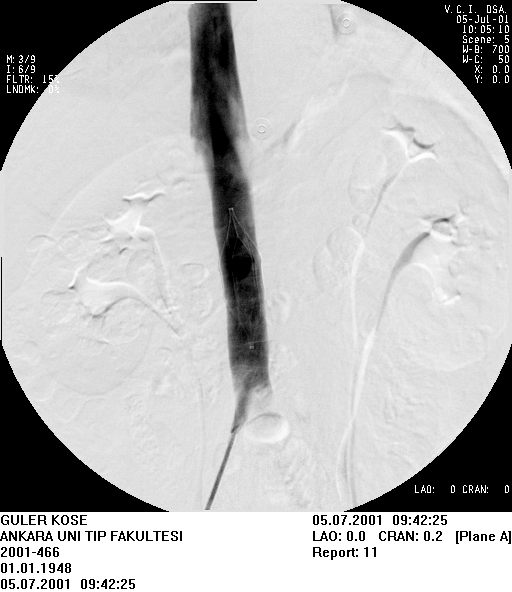 V.C.I. DSA.
05-Jul-01
10:05:10
Scene: 5
W-B: 700
W-C: 50
X: 0.0
Y: 0.0
M: 3/9
I: 6/9
FLTR: 15%
LNDMK: 0%
LAO: 0 CRAN: 0
GULER KOSE
ANKARA UNI TIP FAKULTESI
2001-466
01.01.1948
05.07.2001 09:42:25
05.07.2001 09:42:25
LAO: 0.0 CRAN: 0.2 [Plane A]
Report: 11